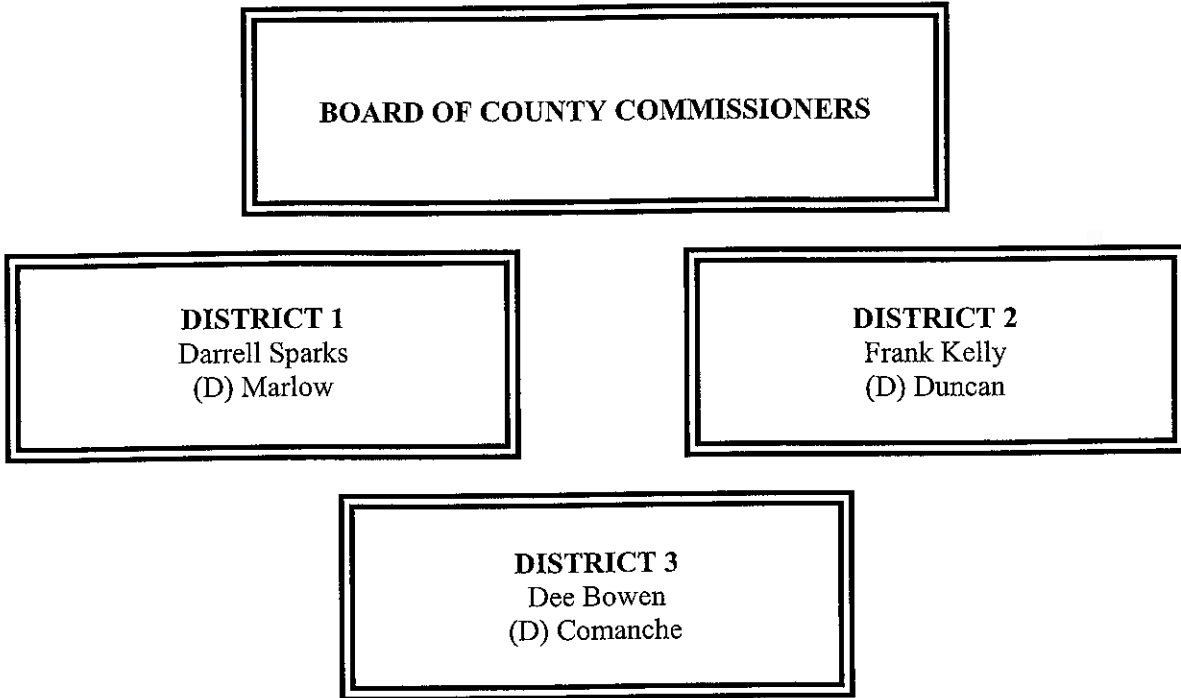 BOARD OF COUNTY COMMISSIONERS
DISTRICT 1
Darrell Sparks
(D) Marlow
DISTRICT 2
Frank Kelly
(D) Duncan
DISTRICT 3
Dee Bowen
(D) Comanche